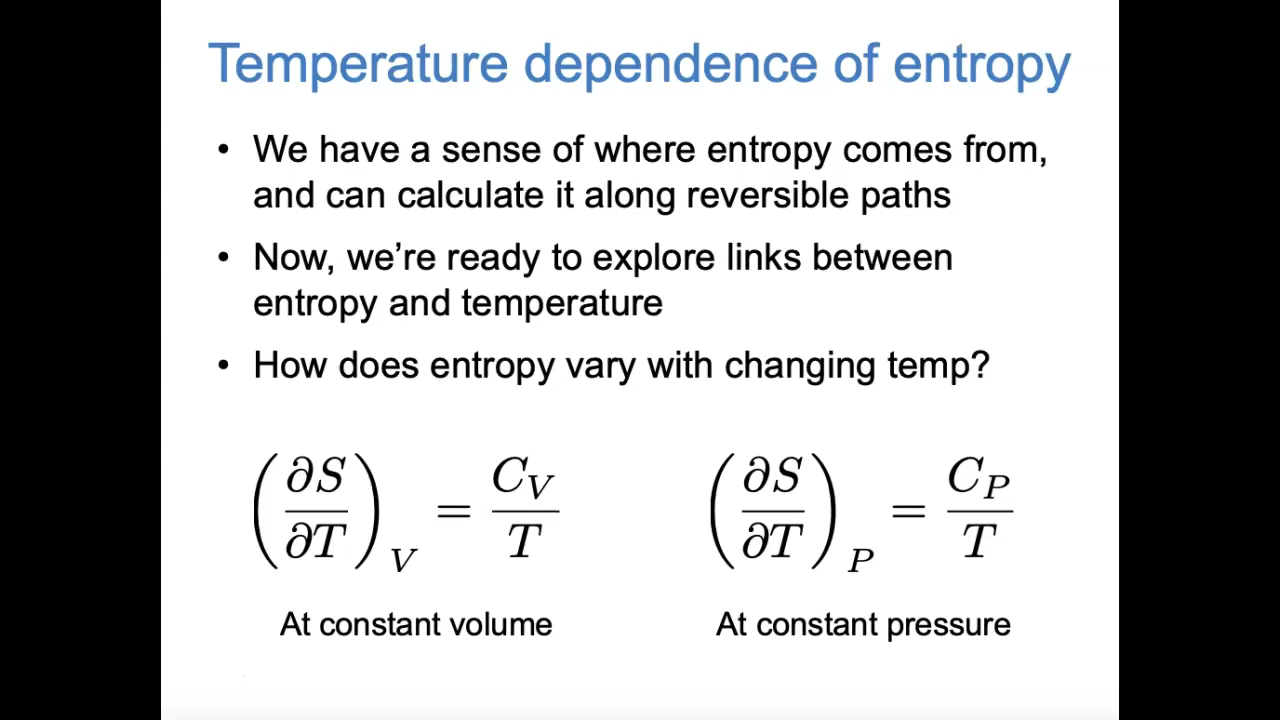 Temperature dependence of entropy
• We have a sense of where entropy comes from,
and can calculate it along reversible paths
• Now, we’re ready to explore links between
entropy and temperature
• How does entropy vary with changing temp?
(∂S/∂T)_V = C_V/T (∂S/∂T)_P = C_P/T
At constant volume At constant pressure